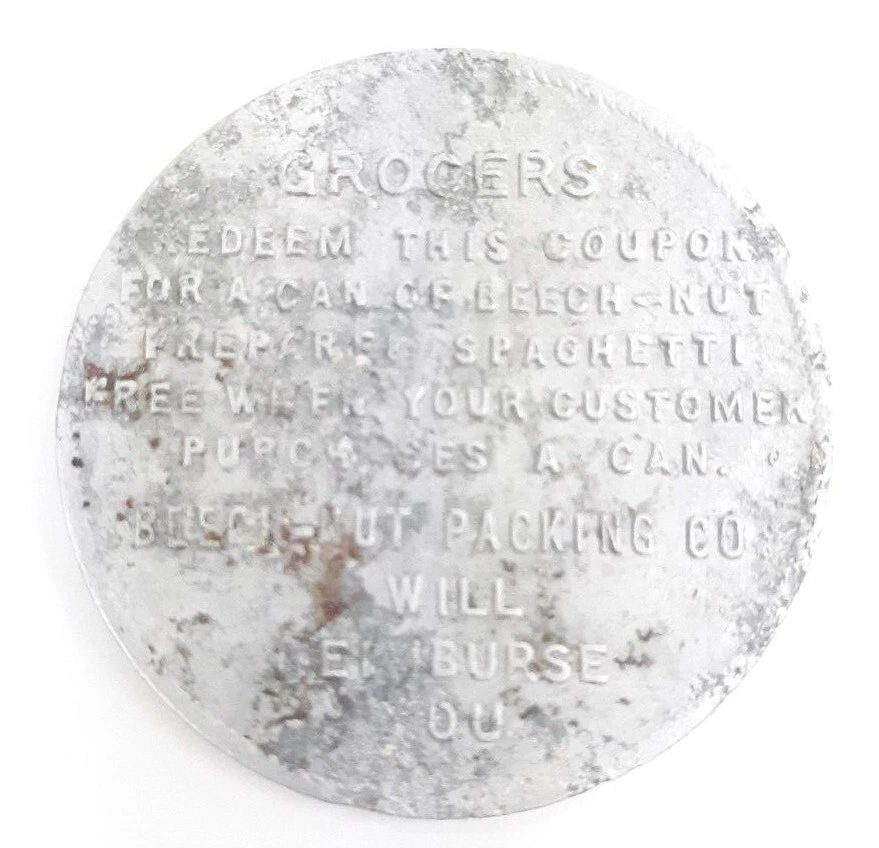 GROCERS
REDEEM THIS COUPON
FOR A CAN OF BEECH-NUT
PREPARED SPAGHETTI
FREE WHEN YOUR CUSTOMER
PURCHASES A CAN.
BEECH-NUT PACKING CO
WILL
REIMBURSE
YOU